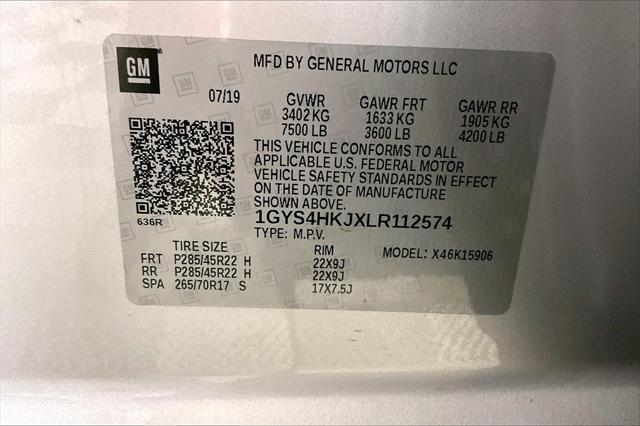 GM
MFD BY GENERAL MOTORS LLC
07/19 GVWR GAWR FRT GAWR RR
3402 KG 1633 KG 1905 KG
7500 LB 3600 LB 4200 LB
THIS VEHICLE CONFORMS TO ALL
APPLICABLE U.S. FEDERAL MOTOR
VEHICLE SAFETY STANDARDS IN EFFECT
ON THE DATE OF MANUFACTURE
SHOWN ABOVE.
636R
1GYS4HKJXLR112574
TYPE: M.P.V.
TIRE SIZE RIM MODEL: X46K15906
FRT P285/45R22 H 22X9J
RR P285/45R22 H 22X9J
SPA 265/70R17 S 17X7.5J